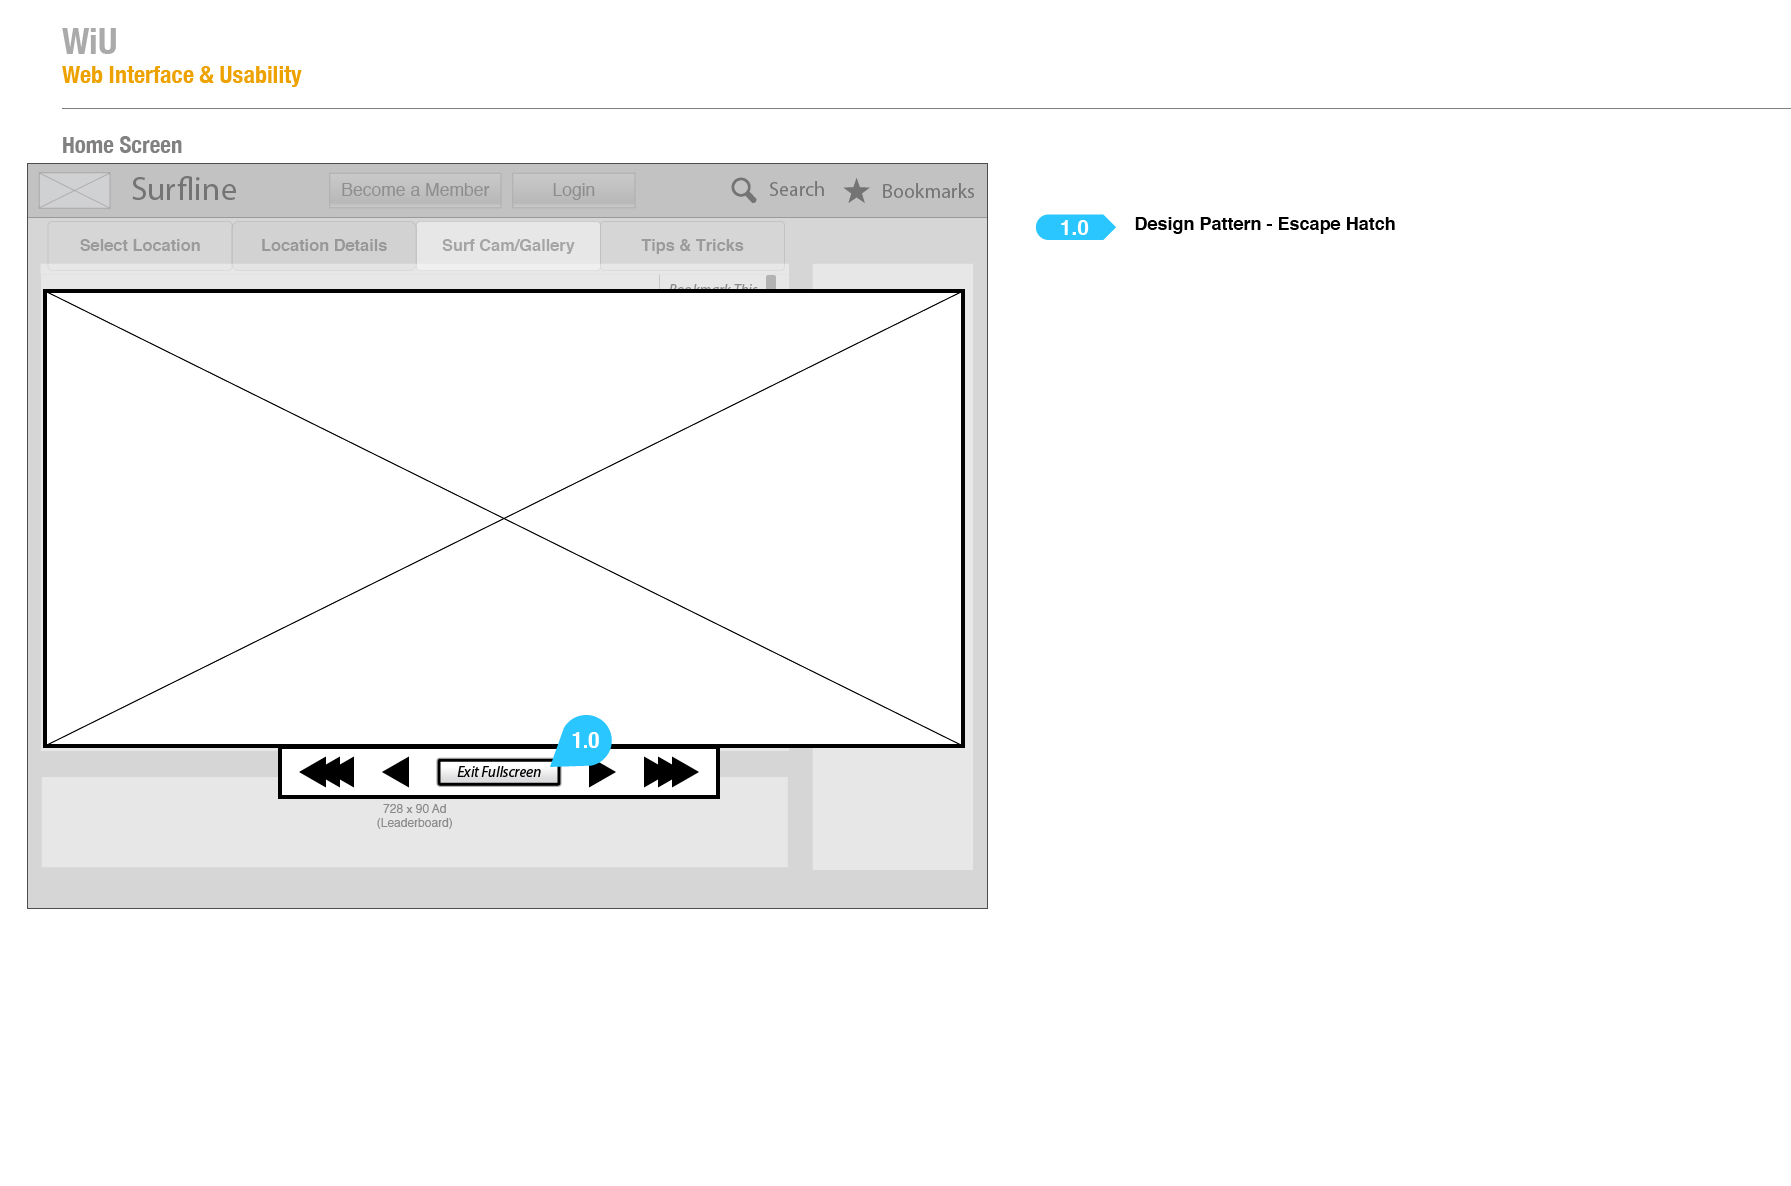 WiU
Web Interface & Usability
Home Screen
Surfline
Become a Member
Login
Search
Bookmarks
Select Location
Location Details
Surf Cam/Gallery
Tips & Tricks
Bookmark This
1.0
Exit Fullscreen
728 x 90 Ad
(Leaderboard)
1.0
Design Pattern - Escape Hatch